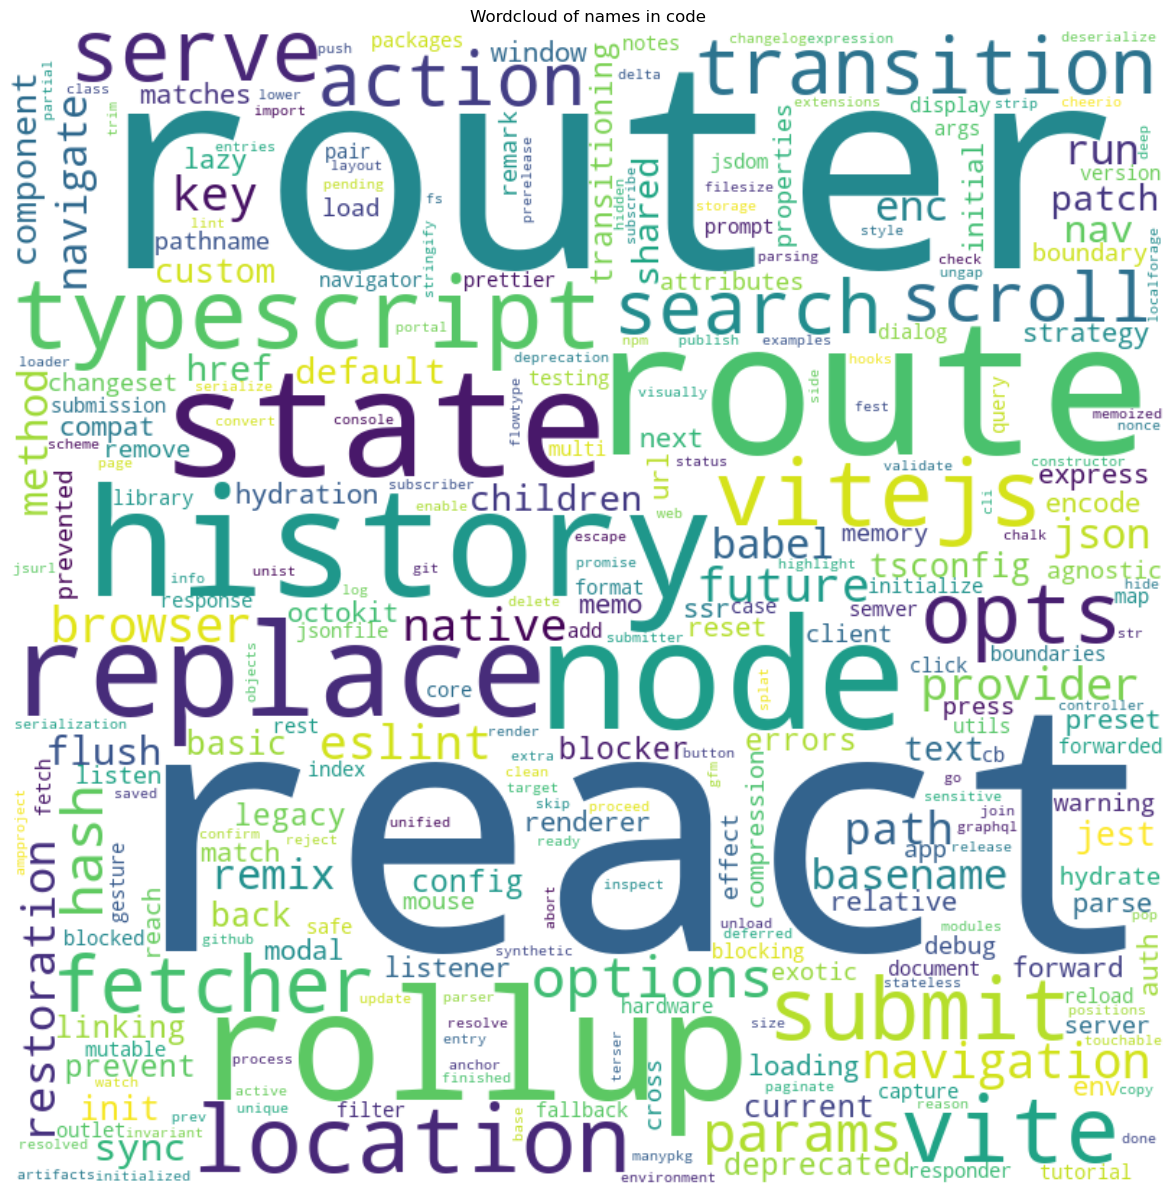 Wordcloud of names in code
serve
push
packages
window
notes
changelog
expression
deserialize
component
partial
class
matches
lower
import
action
delta
transition
transitioning
navigate
trim
router
extensions
display
strip
cheerio
args
deep
entries
lazy
pair
layout
remark
prerelease
shared
hidden
subscribe
jsdom
properties
initial
run
version
key
pending
load
fs
filesize
storage
enc
patch
lint
pathname
prompt
style
nav
custom
navigator
stringify
prettier
parsing
check
ungap
boundary
localforage
typescript
portal
attributes
search
scroll
dialog
strategy
npm
publish
examples
loader
href
default
deprecation
testing
route
hooks
method
changeset
serialize
state
console
flowtype
visually
side
fest
query
memoized
nonce
submission
compat
convert
scheme
remove
multi
next
page
prevented
library
hydration
subscriber
children
url
status
vitejs
validate
constructor
express
enable
web
cli
encode
history
escape
babel
memory
chalk
json
jsurl
info
unist
git
promise
highlight
tsconfig
agnostic
response
log
format
future
initialize
hide
map
octokit
delete
memo
ssr
case
semver
opts
browser
jsonfile
native
add
submitter
reset
client
str
replace
node
objects
core
splat
click
boundaries
provider
serialization
rest
render
press
controller
utils
preset
flush
basic
eslint
extra
blocker
button
errors
text
cb
forwarded
listen
index
clean
target
gfm
compression
go
fetch
saved
hash
react
skip
proceed
sensitive
join
warning
ampproject
legacy
confirm
reject
unified
renderer
effect
path
graphql
app
release
jest
match
ready
restoration
gesture
remix
config
inspect
basename
hydrate
mouse
back
abort
relative
parse
reach
safe
unload
modules
pop
blocked
github
modal
synthetic
deferred
blocking
debug
auth
fetcher
listener
options
exotic
document
stateless
forward
update
parser
hardware
submit
reload
positions
linking
rollup
resolve
size
server
mutable
process
entry
terser
touchable
prevent
anchor
finished
cross
loading
navigation
watch
active
paginate
capture
env
copy
init
prev
unique
filter
base
fallback
current
reason
vite
outlet
invariant
location
params
done
resolved
sync
manypkg
deprecated
responder
tutorial
artifacts
initialized
environment